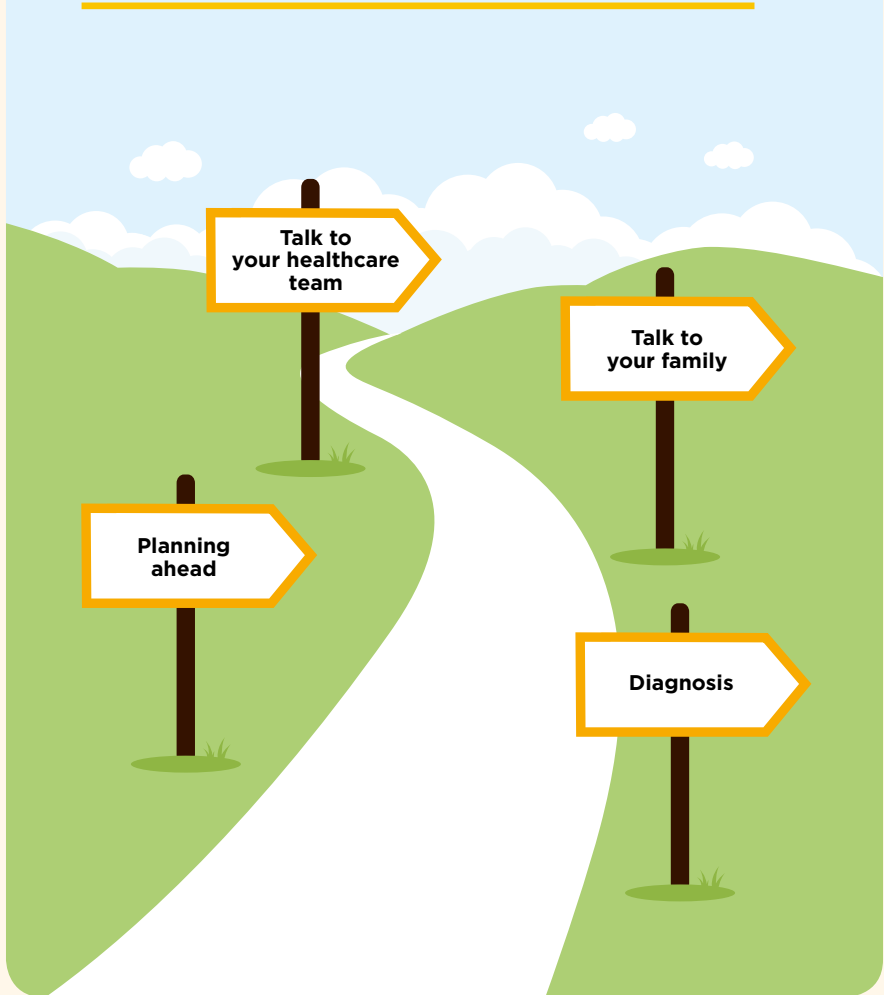 Talk to
your healthcare
team
Talk to
your family
Planning
ahead
Diagnosis